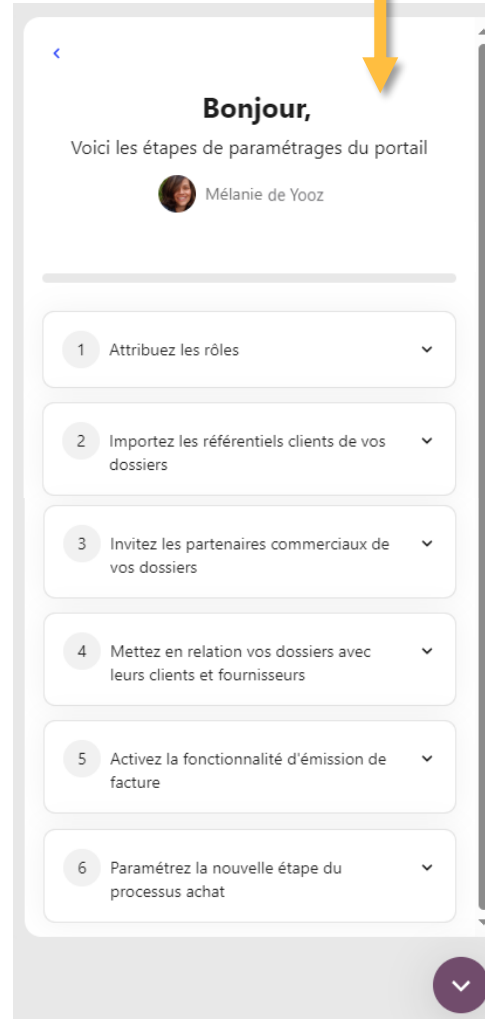 Bonjour,
Voici les étapes de paramétrages du portail
Mélanie de Yooz
1 Attribuez les rôles
2 Importez les référentiels clients de vos
dossiers
3 Invitez les partenaires commerciaux de
vos dossiers
4 Mettez en relation vos dossiers avec
leurs clients et fournisseurs
5 Activez la fonctionnalité d'émission de
facture
6 Paramétrez la nouvelle étape du
processus achat